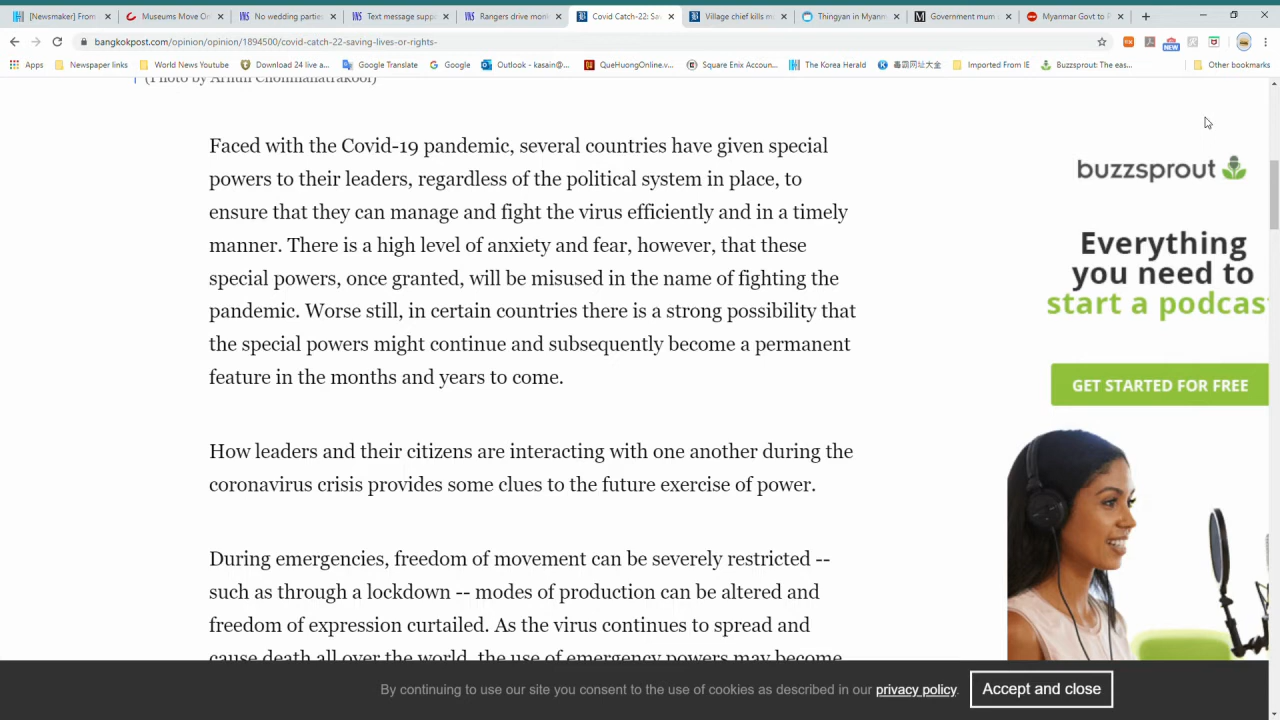 [Newsmaker] From
Museums Move On
No wedding partie
Text message supp
Rangers drive monk
Covid Catch-22: Sav
Village chief kills m
Thingyan in Myanm
Government mum
Myanmar Govt to
bangkokpost.com/opinion/opinion/1894500/covid-catch-22-saving-lives-or-rights-
NEW
Apps
Newspaper links
World News Youtube
Download 24 live a...
Google Translate
Google
Outlook - kasain@...
QueHuongOnline.v...
Square Enix Accoun...
The Korea Herald
毒霸网址大全
Imported From IE
Buzzsprout: The eas...
Other bookmarks
(Photo by Arnun Chonmahatrakool)
Faced with the Covid-19 pandemic, several countries have given special
powers to their leaders, regardless of the political system in place, to
ensure that they can manage and fight the virus efficiently and in a timely
manner. There is a high level of anxiety and fear, however, that these
special powers, once granted, will be misused in the name of fighting the
pandemic. Worse still, in certain countries there is a strong possibility that
the special powers might continue and subsequently become a permanent
feature in the months and years to come.
How leaders and their citizens are interacting with one another during the
coronavirus crisis provides some clues to the future exercise of power.
During emergencies, freedom of movement can be severely restricted --
such as through a lockdown -- modes of production can be altered and
freedom of expression curtailed. As the virus continues to spread and
cause death all over the world, the use of emergency powers may become
buzzsprout
Everything
you need to
start a podcas
GET STARTED FOR FREE
By continuing to use our site you consent to the use of cookies as described in our privacy policy.
Accept and close